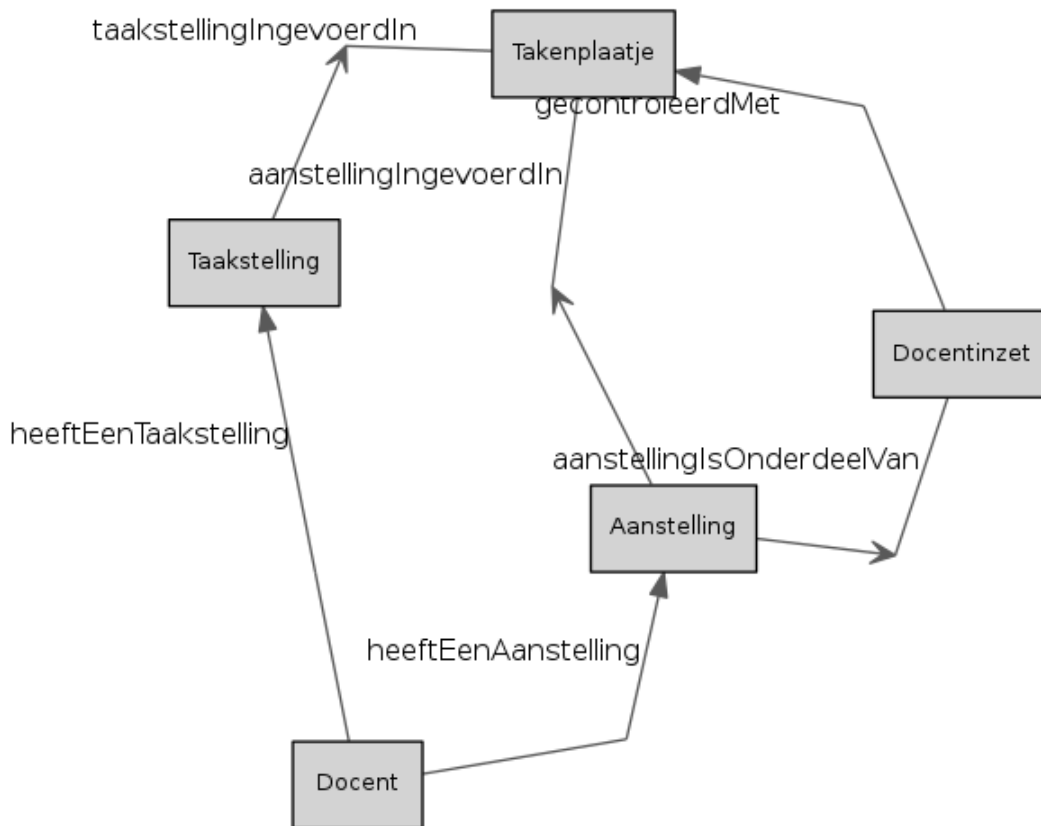 taakstellingIngevoerdIn
Takenplaatje
gecontroleerdMet
aanstellingIngevoerdIn
Taakstelling
Docentinzet
heeftEenTaakstelling
aanstellingIsOnderdeelVan
Aanstelling
heeftEenAanstelling
Docent